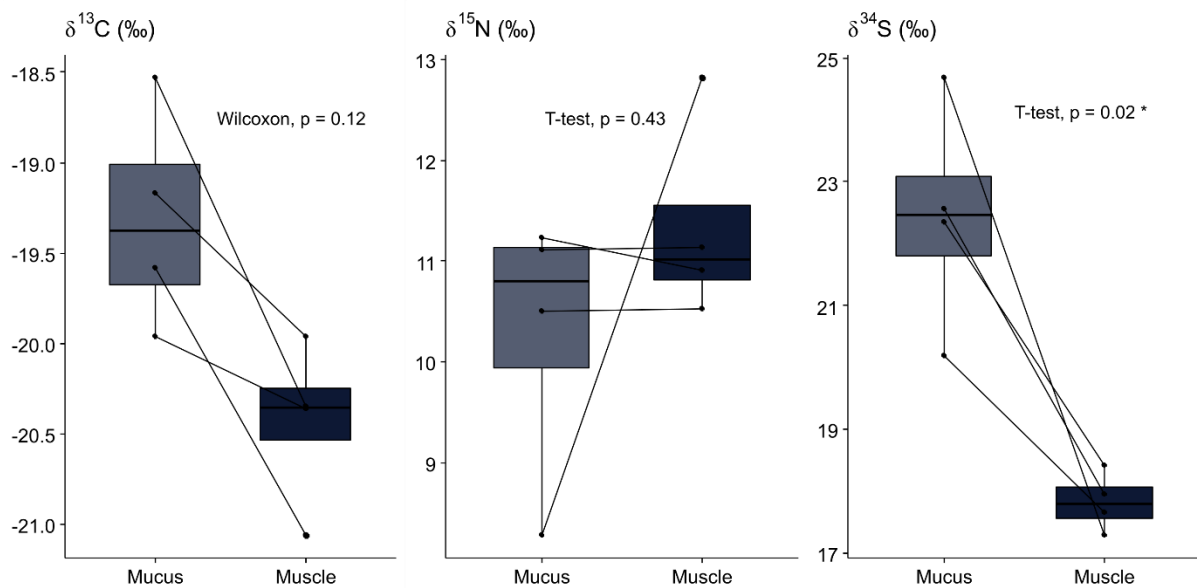 δ¹³C (‰)
-18.5
-19.0
-19.5
-20.0
-20.5
-21.0
Wilcoxon, p = 0.12
Mucus Muscle
δ¹⁵N (‰)
13
12
11
10
9
T-test, p = 0.43
Mucus Muscle
δ³⁴S (‰)
25
23
21
19
17
T-test, p = 0.02 *
Mucus Muscle